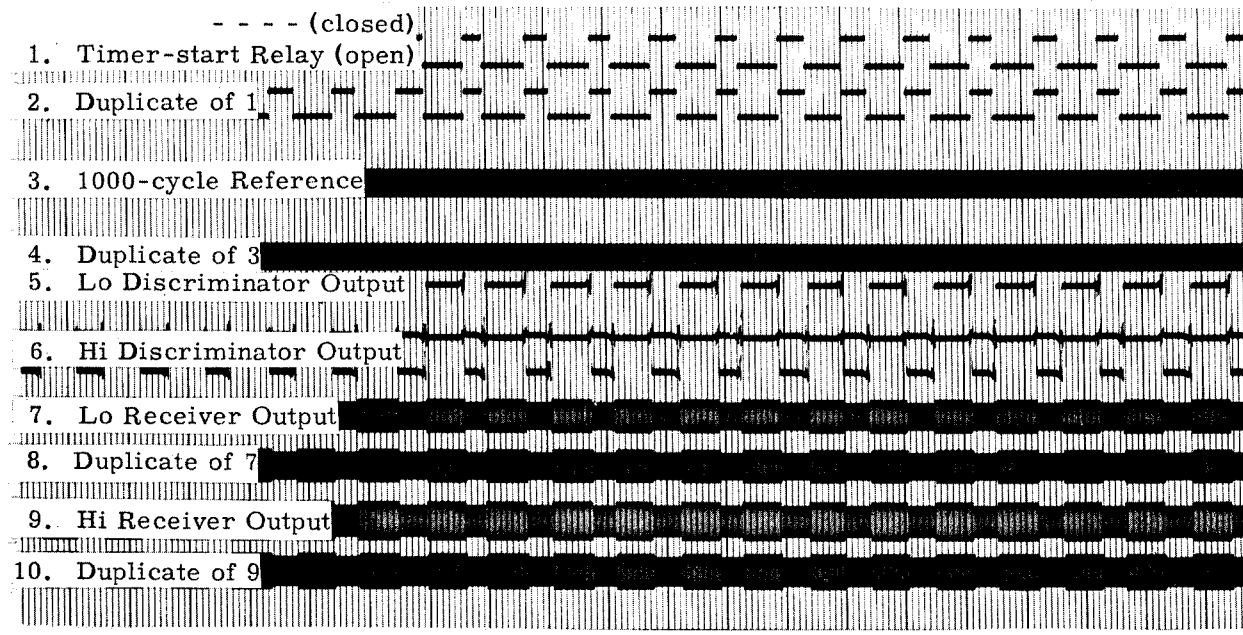 - - - - (closed)
1. Timer-start Relay (open)
2. Duplicate of 1
3. 1000-cycle Reference
4. Duplicate of 3
5. Lo Discriminator Output
6. Hi Discriminator Output
7. Lo Receiver Output
8. Duplicate of 7
9. Hi Receiver Output
10. Duplicate of 9